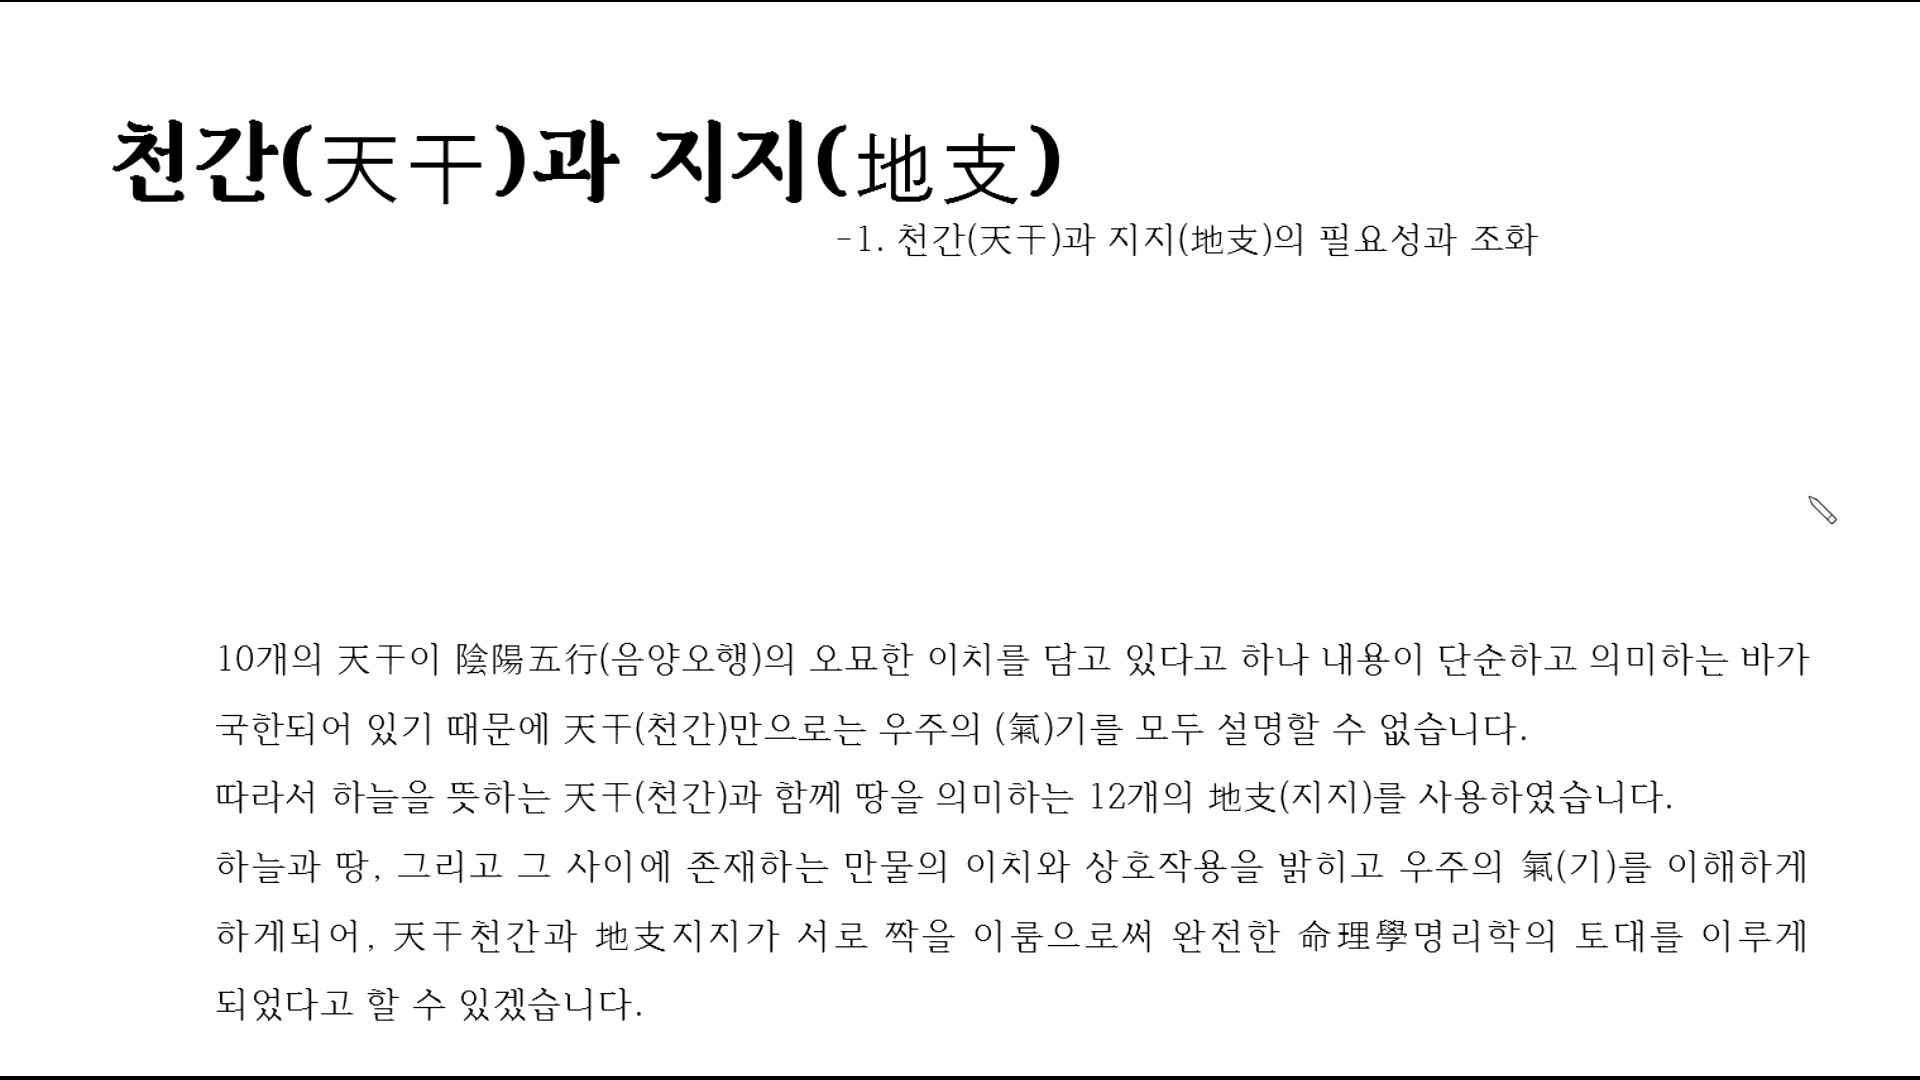 천간(天干)과 지지(地支)
-1. 천간(天干)과 지지(地支)의 필요성과 조화
10개의 天干이 陰陽五行(음양오행)의 오묘한 이치를 담고 있다고 하나 내용이 단순하고 의미하는 바가
국한되어 있기 때문에 天干(천간)만으로는 우주의 (氣)기를 모두 설명할 수 없습니다.
따라서 하늘을 뜻하는 天干(천간)과 함께 땅을 의미하는 12개의 地支(지지)를 사용하였습니다.
하늘과 땅, 그리고 그 사이에 존재하는 만물의 이치와 상호작용을 밝히고 우주의 氣(기)를 이해하게
하게되어, 天干천간과 地支지지가 서로 짝을 이룸으로써 완전한 命理學명리학의 토대를 이루게
되었다고 할 수 있겠습니다.